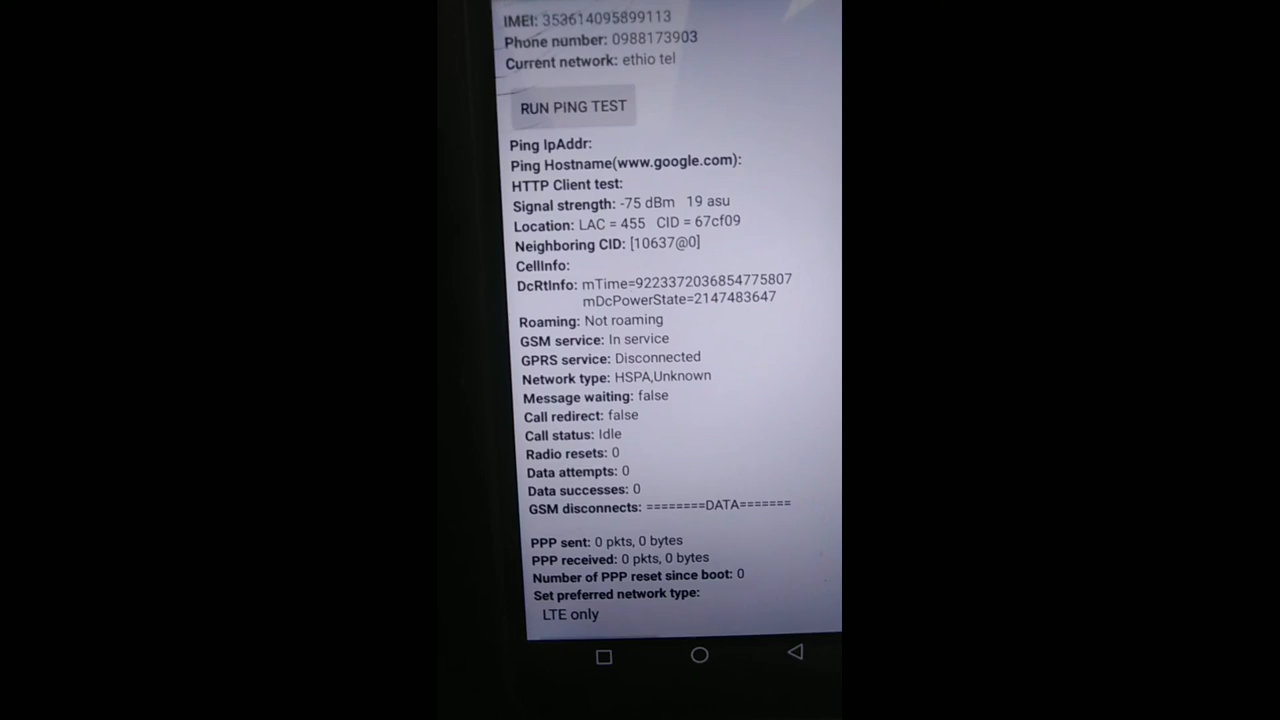 IMEI: 353614095899113
Phone number: 0988173903
Current network: ethio tel
RUN PING TEST
Ping IpAddr:
Ping Hostname(www.google.com):
HTTP Client test:
Signal strength: -75 dBm 19 asu
Location: LAC = 455 CID = 67cf09
Neighboring CID: [10637@0]
CellInfo:
DcRtInfo: mTime=9223372036854775807
mDcPowerState=2147483647
Roaming: Not roaming
GSM service: In service
GPRS service: Disconnected
Network type: HSPA,Unknown
Message waiting: false
Call redirect: false
Call status: Idle
Radio resets: 0
Data attempts: 0
Data successes: 0
GSM disconnects: ========DATA=======
PPP sent: 0 pkts, 0 bytes
PPP received: 0 pkts, 0 bytes
Number of PPP reset since boot: 0
Set preferred network type:
LTE only